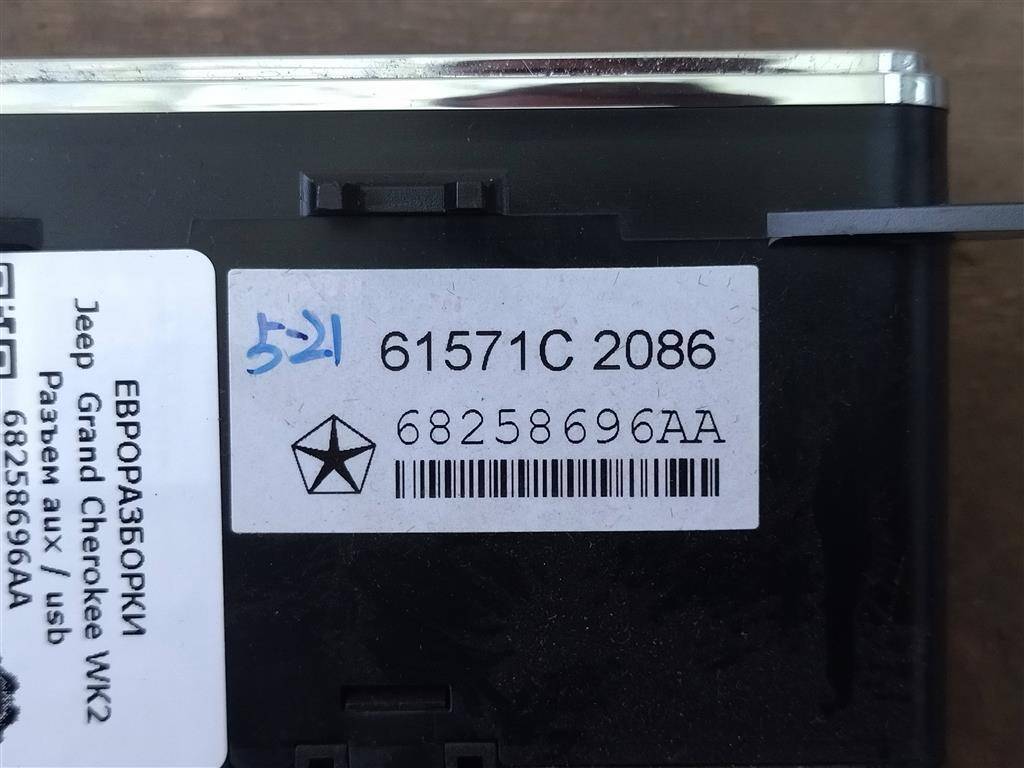 5-21
61571C 2086
68258696AA
ЕВРОРАЗБОРКИ
Jeep Grand Cherokee WK2
Разъем aux / usb
68258696AA